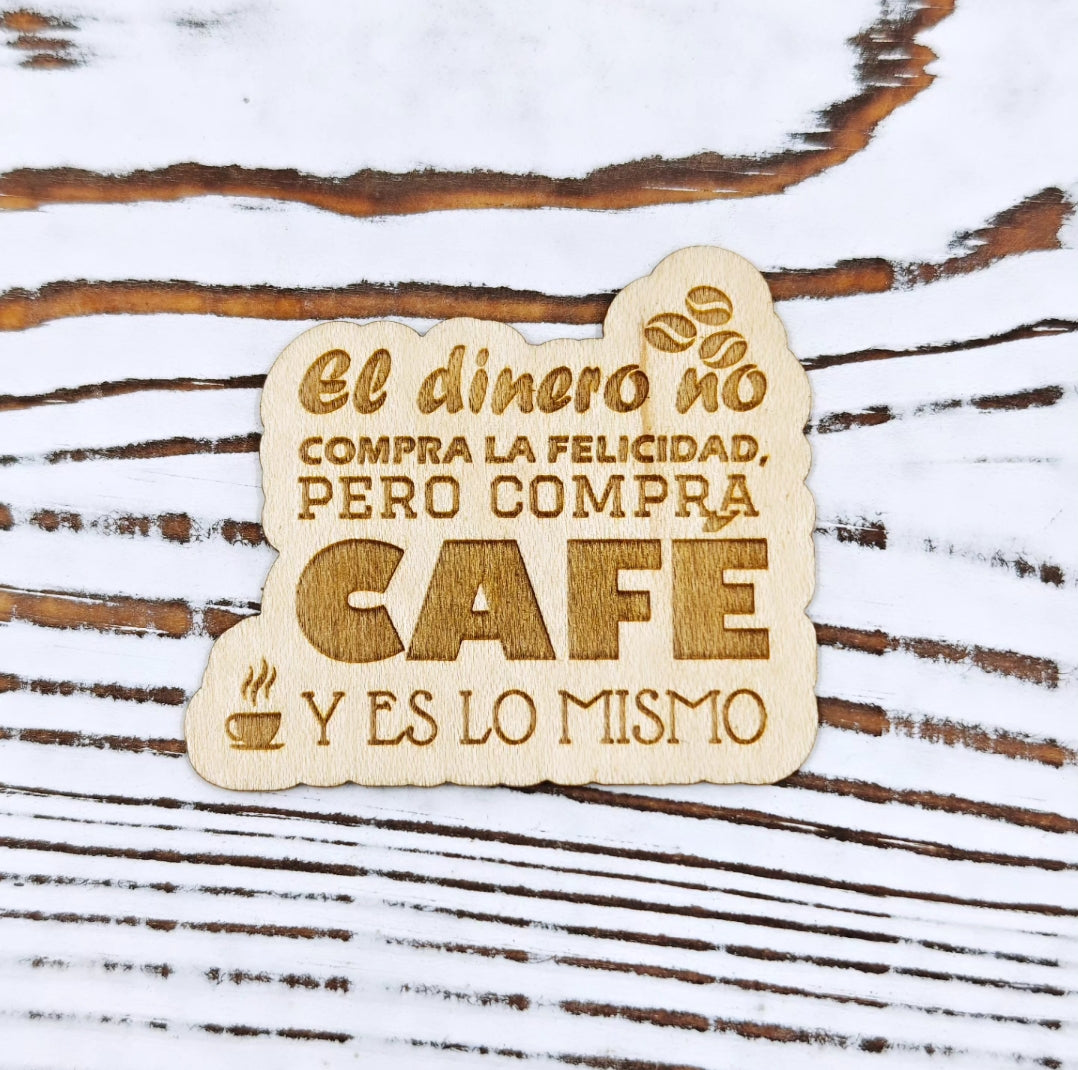 El dinero no
COMPRA LA FELICIDAD,
PERO COMPRA
CAFÉ
Y ES LO MISMO